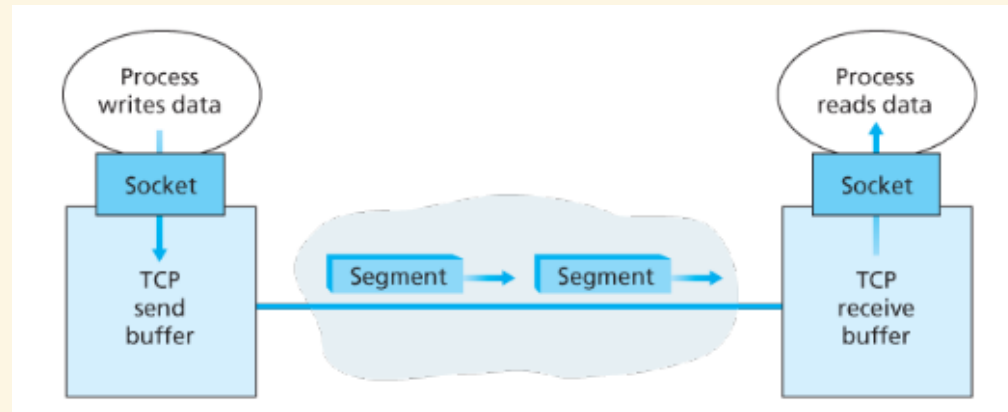 Process
writes data
Socket
TCP
send
buffer
Segment
Segment
Process
reads data
Socket
TCP
receive
buffer